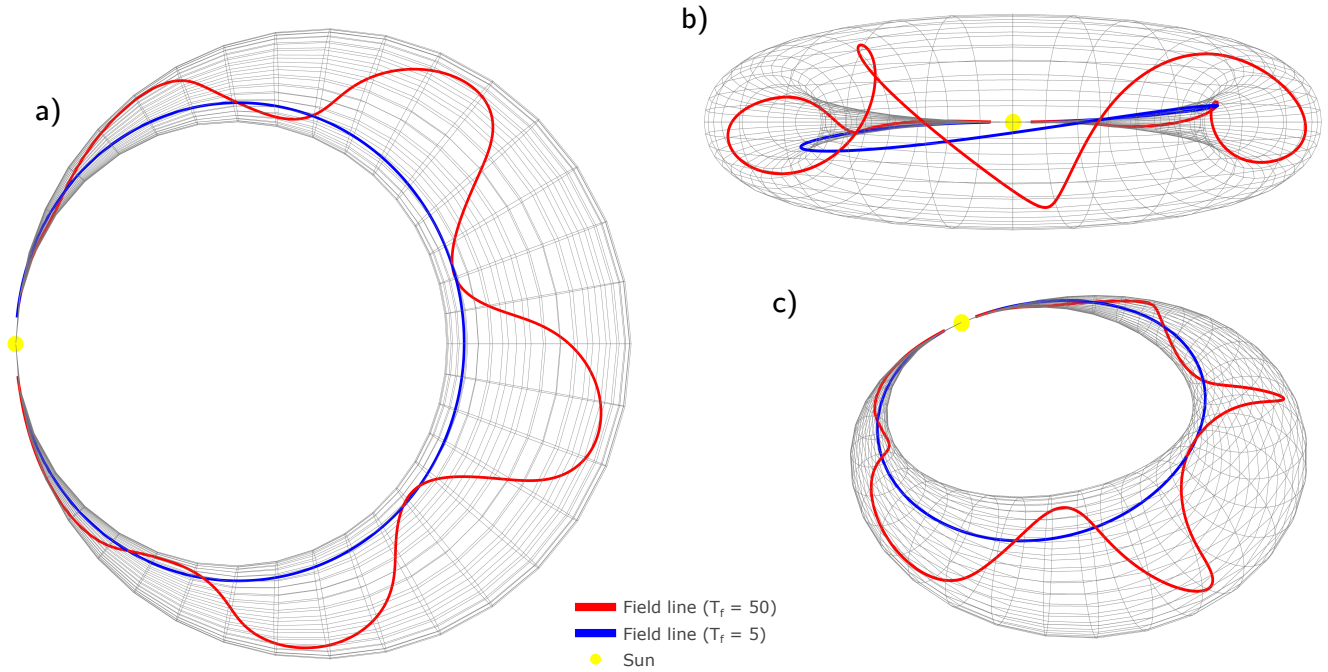 a)
b)
c)
Field line (T_f = 50)
Field line (T_f = 5)
Sun